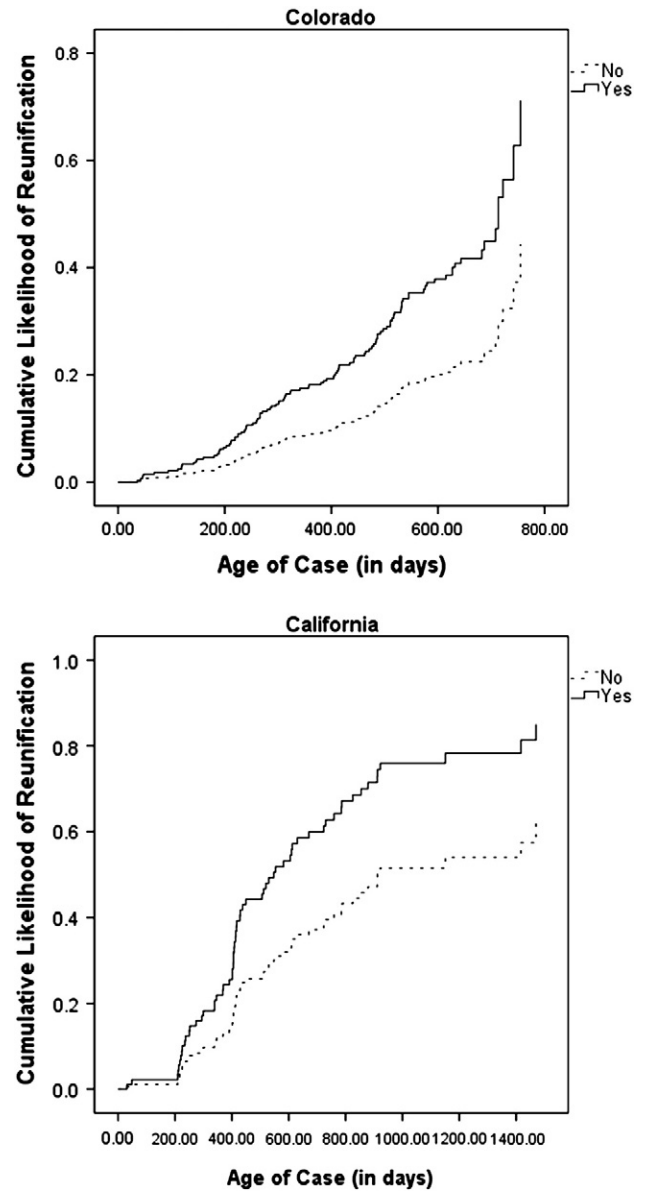 Colorado
0.8
0.6
0.4
0.2
0.0
Cumulative Likelihood of Reunification
No
Yes
0.00 200.00 400.00 600.00 800.00
Age of Case (in days)
California
1.0
0.8
0.6
0.4
0.2
0.0
Cumulative Likelihood of Reunification
No
Yes
0.00 200.00 400.00 600.00 800.00 1000.00 1200.00 1400.00
Age of Case (in days)